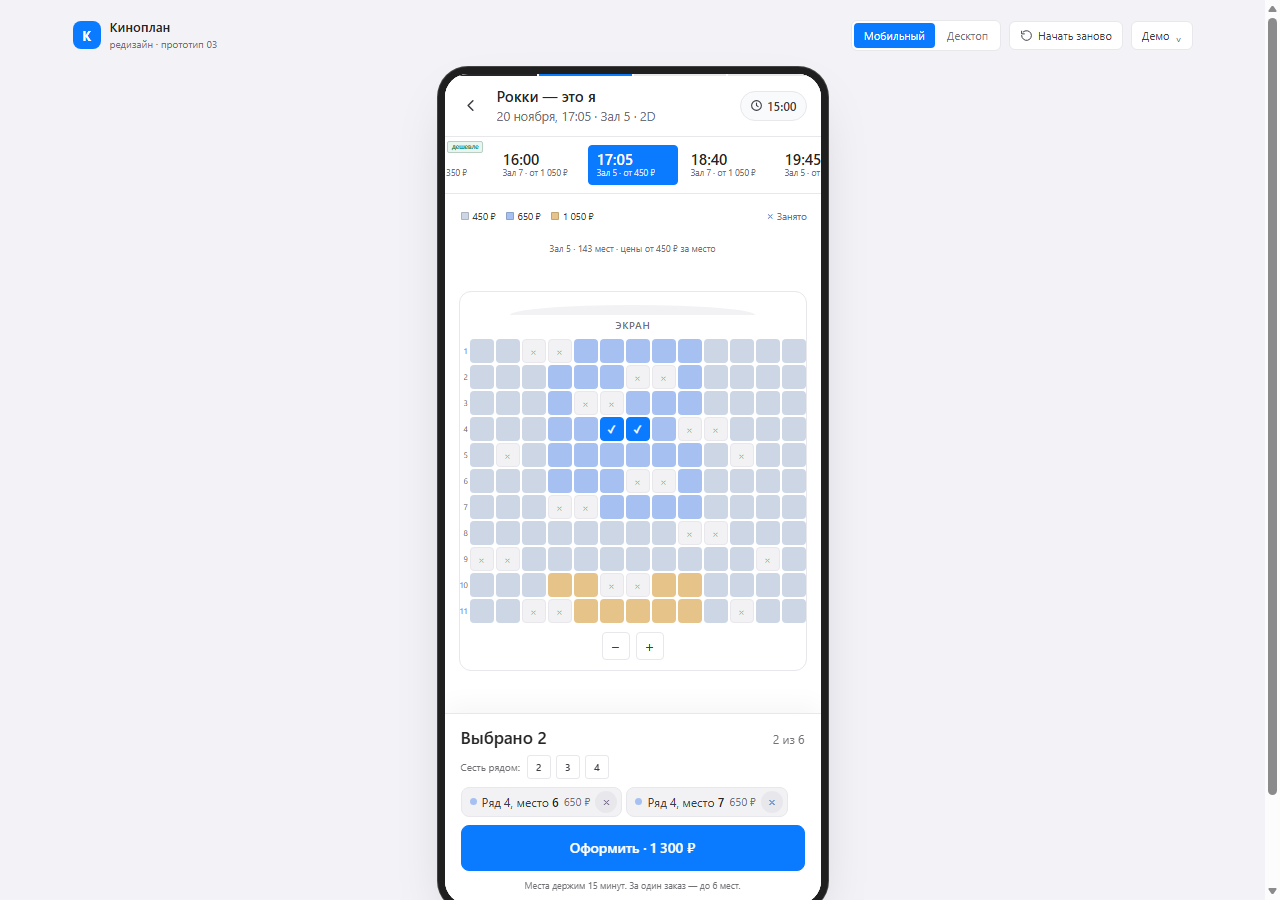 К Киноплан
редизайн · прототип 03
Мобильный Десктоп Начать заново Демо
Рокки — это я
20 ноября, 17:05 · Зал 5 · 2D
15:00
дешевле
350 ₽
16:00
Зал 7 · от 1 050 ₽
17:05
Зал 5 · от 450 ₽
18:40
Зал 7 · от 1 050 ₽
19:45
Зал 5 · от
450 ₽ 650 ₽ 1 050 ₽ × Занято
Зал 5 · 143 мест · цены от 450 ₽ за место
ЭКРАН
1 × ×
2 × ×
3 × ×
4 ✓ ✓ × ×
5 × ×
6 × ×
7 × ×
8 × ×
9 × × ×
10 × ×
11 × × ×
− +
Выбрано 2 2 из 6
Сесть рядом: 2 3 4
Ряд 4, место 6 650 ₽ × Ряд 4, место 7 650 ₽ ×
Оформить · 1 300 ₽
Места держим 15 минут. За один заказ — до 6 мест.